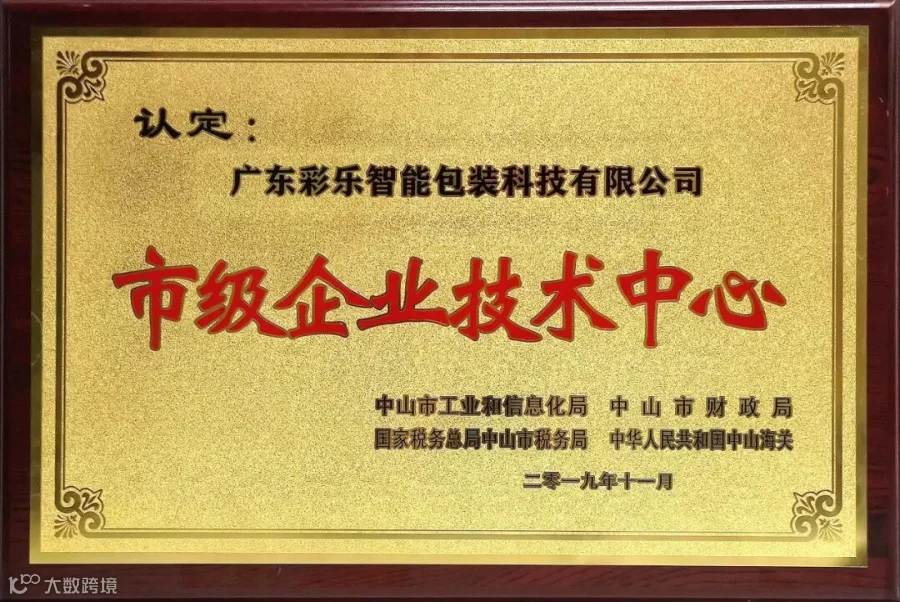 认定：
广东彩乐智能包装科技有限公司
市级企业技术中心
中山市工业和信息化局 中山市财政局
国家税务总局中山市税务局 中华人民共和国中山海关
二零一九年十一月
大数跨境